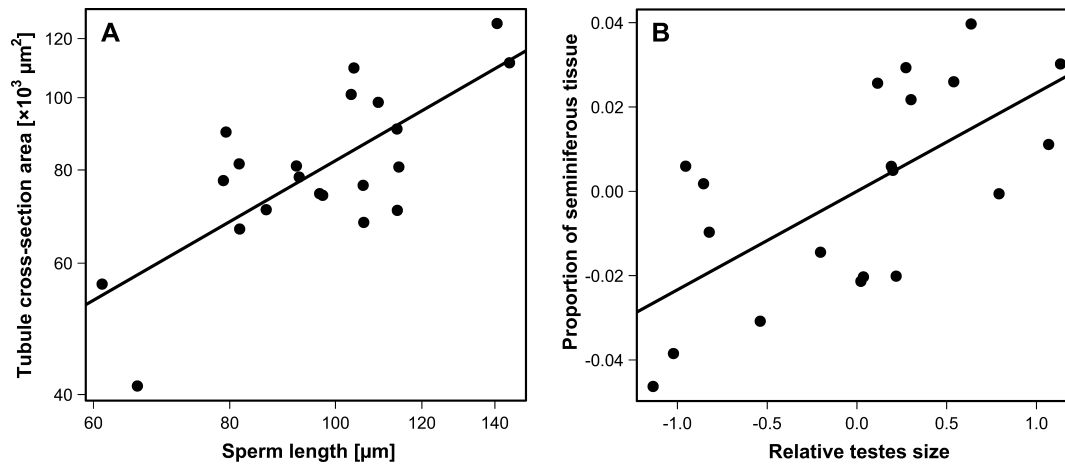 A
Tubule cross-section area [×10³ µm²]
120
100
80
60
40
60 80 100 120 140
Sperm length [µm]
B
Proportion of seminiferous tissue
0.04
0.02
0.00
-0.02
-0.04
-1.0 -0.5 0.0 0.5 1.0
Relative testes size